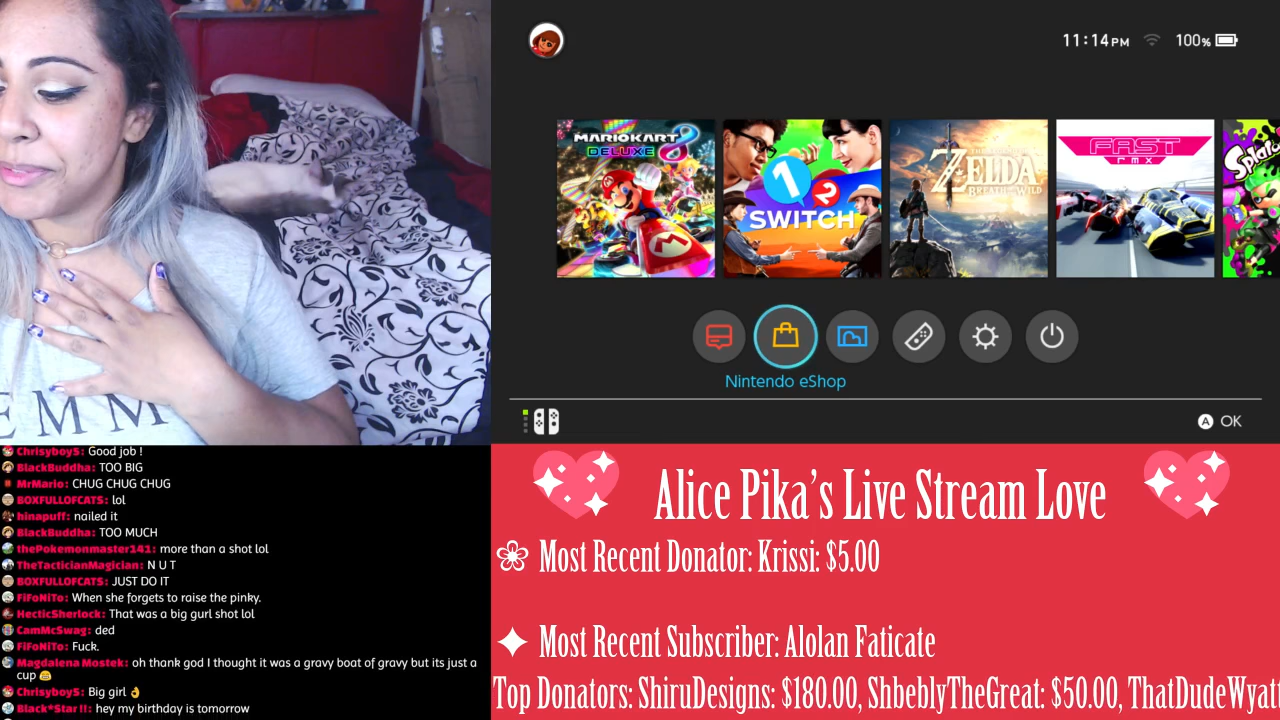 11:14PM 100%
MARIOKART 8
DELUXE
1 2
SWITCH
THE LEGEND OF
ZELDA
BREATH OF THE WILD
FAST
rmx
Nintendo eShop
A OK
EMM
ChrisyboyS: Good job !
BlackBuddha: TOO BIG
MrMario: CHUG CHUG CHUG
BOXFULLOFCATS: lol
hinapuff: nailed it
BlackBuddha: TOO MUCH
thePokemonmaster141: more than a shot lol
TheTacticianMagician: N U T
BOXFULLOFCATS: JUST DO IT
FiFoNiTo: When she forgets to raise the pinky.
HecticSherlock: That was a big gurl shot lol
CamMcSwag: ded
FiFoNiTo: Fuck.
Magdalena Mostek: oh thank god I thought it was a gravy boat of gravy but its just a
cup
ChrisyboyS: Big girl 👌
Black*Star!!: hey my birthday is tomorrow
Alice Pika's Live Stream Love
Most Recent Donator: Krissi: $5.00
Most Recent Subscriber: Alolan Faticate
Top Donators: ShiruDesigns: $180.00, ShbeblyTheGreat: $50.00, ThatDudeWyat